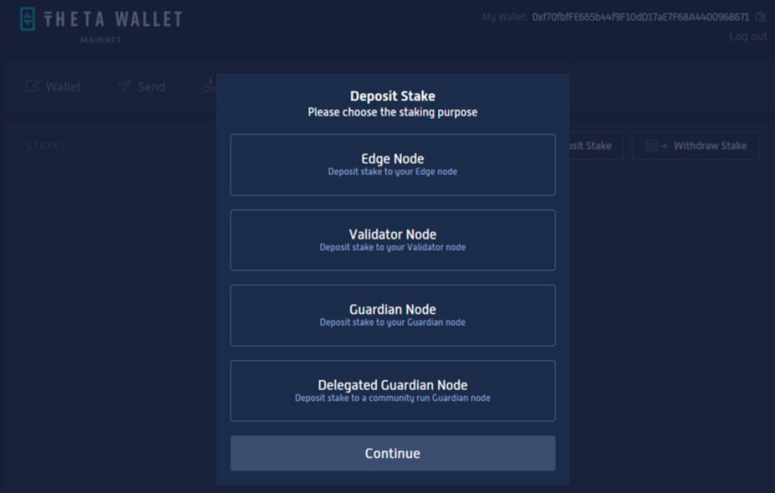 THETA WALLET
MAINNET
My Wallet: 0xf70fbfFE665b44f9F10dD17aE7F68A4400968671
Log out
Wallet
Send
Deposit Stake
Please choose the staking purpose
STAKES
Stake
Withdraw Stake
Edge Node
Deposit stake to your Edge node
Validator Node
Deposit stake to your Validator node
Guardian Node
Deposit stake to your Guardian node
Delegated Guardian Node
Deposit stake to a community run Guardian node
Continue